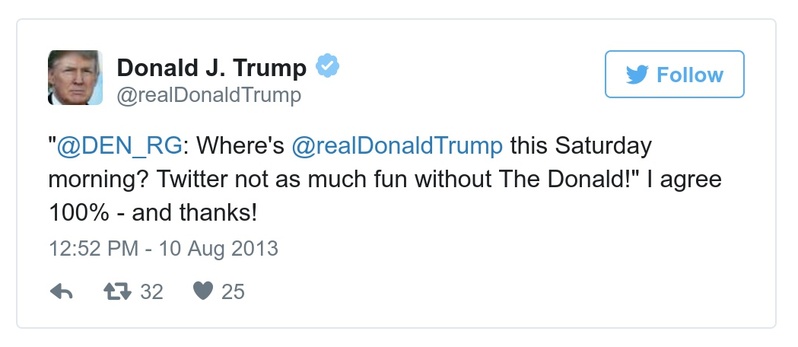 Donald J. Trump
@realDonaldTrump
Follow
"@DEN_RG: Where's @realDonaldTrump this Saturday
morning? Twitter not as much fun without The Donald!" I agree
100% - and thanks!
12:52 PM - 10 Aug 2013
32 25